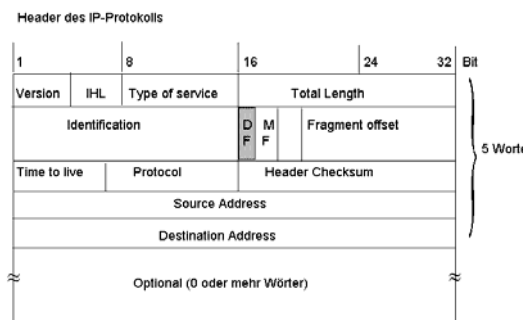 Header des IP-Protokolls
1 8 16 24 32 Bit
Version IHL Type of service Total Length
Identification D F M F Fragment offset
5 Worte
Time to live Protocol Header Checksum
Source Address
Destination Address
Optional (0 oder mehr Wörter)